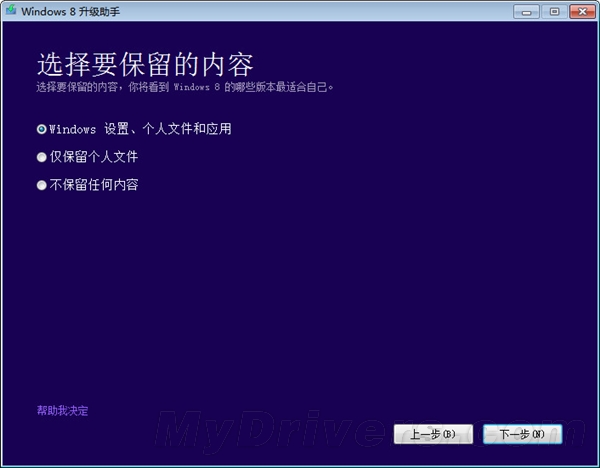 Windows 8 升级助手
选择要保留的内容
选择要保留的内容，你将看到 Windows 8 的哪些版本最适合自己。
Windows 设置、个人文件和应用
仅保留个人文件
不保留任何内容
帮助我决定
上一步(B)
下一步(N)
MyDrivers.com